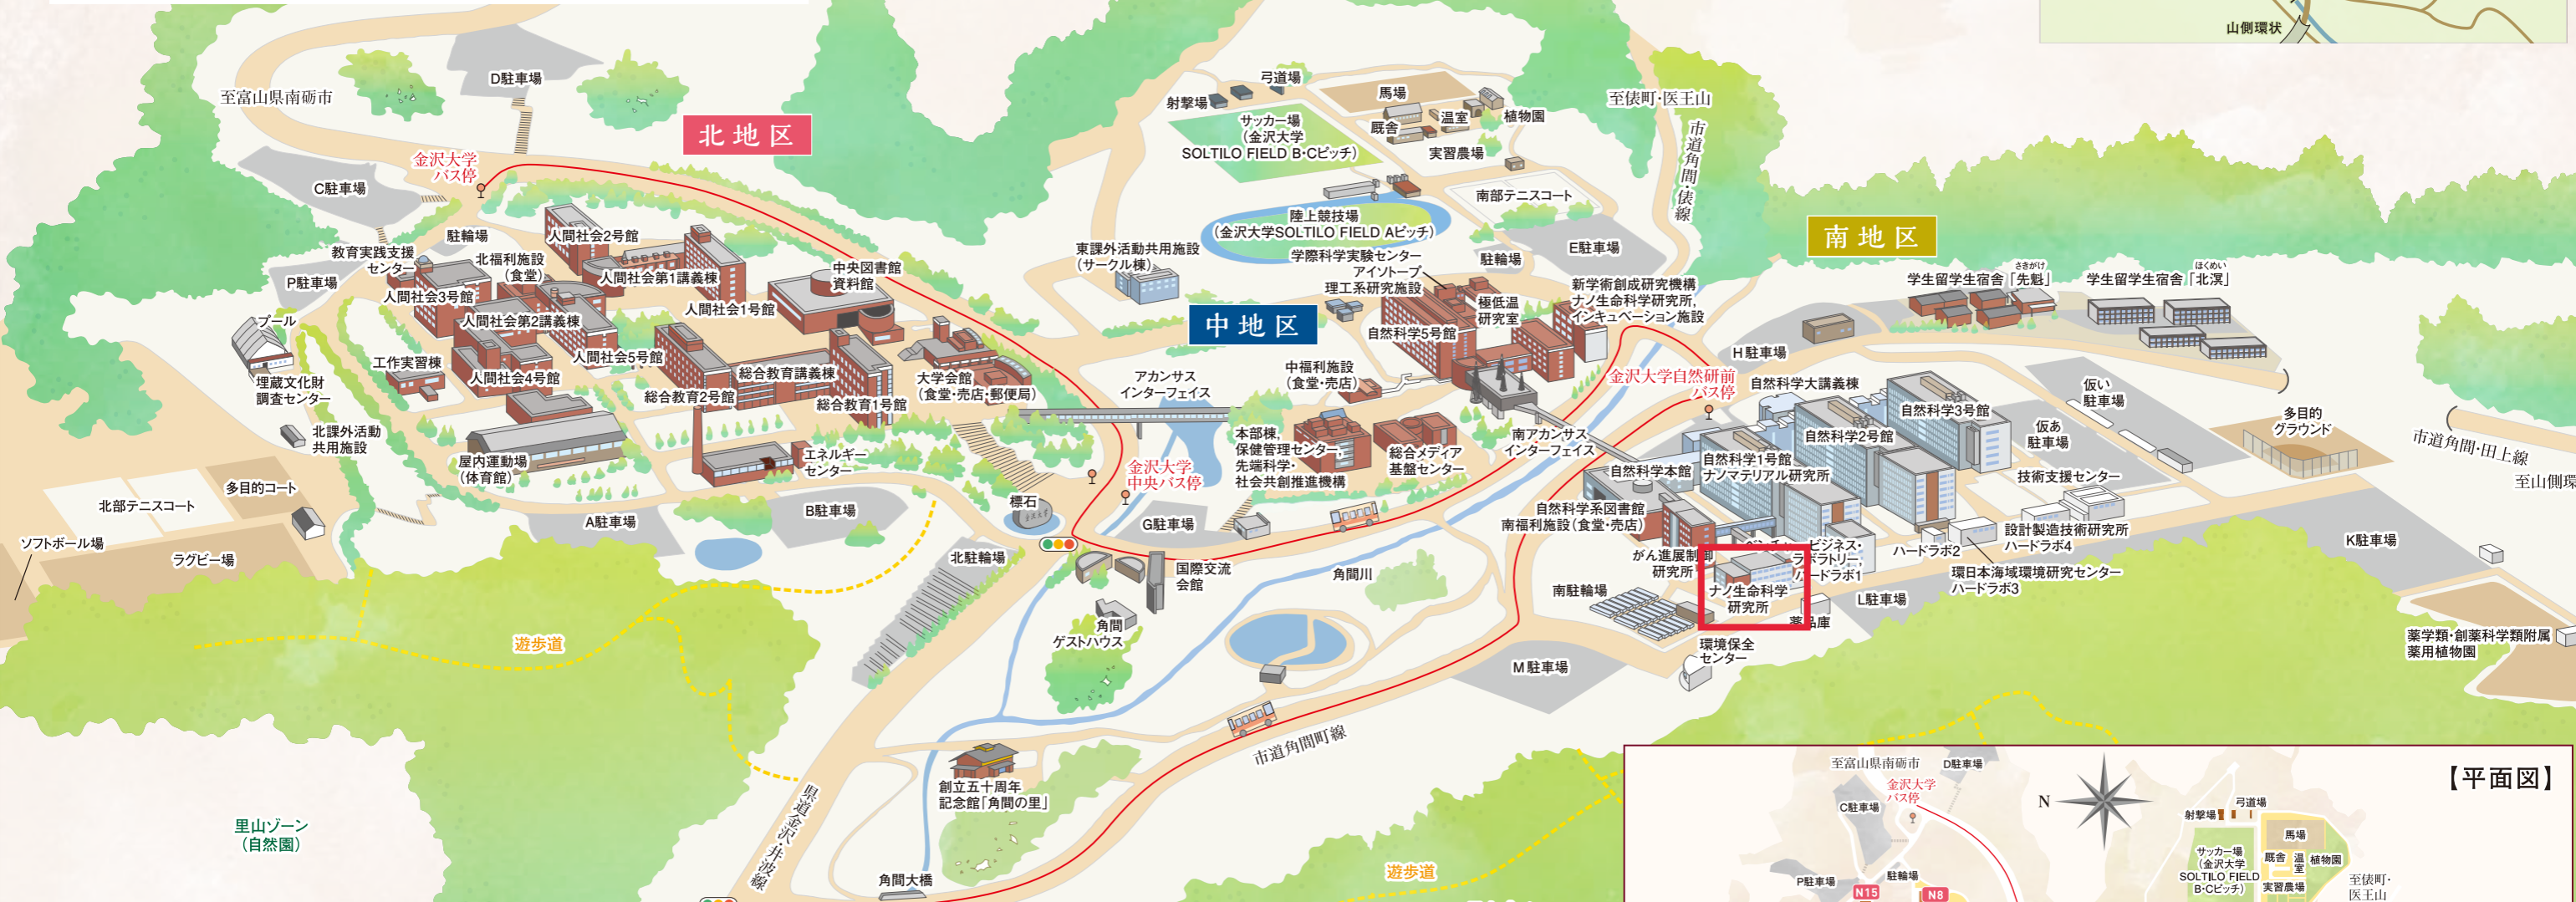 山側環状
D駐車場
至富山県南砺市
北地区
金沢大学
バス停
C駐車場
駐輪場
教育実践支援
センター
P駐車場
人間社会2号館
北福利施設
(食堂)
人間社会第1講義棟
人間社会3号館
人間社会1号館
中央図書館
資料館
人間社会第2講義棟
プール
人間社会5号館
工作実習棟
人間社会4号館
総合教育講義棟
総合教育2号館
総合教育1号館
大学会館
(食堂・売店・郵便局)
埋蔵文化財
調査センター
北課外活動
共用施設
屋内運動場
(体育館)
エネルギー
センター
多目的コート
北部テニスコート
A駐車場
B駐車場
ソフトボール場
ラグビー場
遊歩道
北駐輪場
標石
金沢大学
弓道場
射撃場
馬場
サッカー場
(金沢大学
SOLTILO FIELD B・Cピッチ)
厩舎
温室
植物園
実習農場
至俵町・医王山
市道角間・俵線
南部テニスコート
陸上競技場
(金沢大学SOLTILO FIELD Aピッチ)
東課外活動共用施設
(サークル棟)
駐輪場
E駐車場
学際科学実験センター
アイソトープ
理工系研究施設
極低温
研究室
新学術創成研究機構
ナノ生命科学研究所,
インキュベーション施設
中地区
自然科学5号館
中福利施設
(食堂・売店)
アカンサス
インターフェイス
本部棟,
保健管理センター,
先端科学・
社会共創推進機構
総合メディア
基盤センター
南アカンサス
インターフェイス
金沢大学
中央バス停
G駐車場
国際交流
会館
角間
ゲストハウス
角間川
南地区
学生留学生宿舎「先魁」
さきがけ
学生留学生宿舎「北溟」
ほくめい
H駐車場
金沢大学自然研前
バス停
自然科学大講義棟
自然科学3号館
自然科学2号館
仮い
駐車場
仮あ
駐車場
多目的
グラウンド
市道角間・田上線
至山側環
自然科学本館
自然科学1号館
ナノマテリアル研究所
技術支援センター
自然科学系図書館
南福利施設(食堂・売店)
がん進展制御
研究所
ビジネス・
ラボラトリー,
ハードラボ1
ハードラボ2
設計製造技術研究所
ハードラボ4
環日本海域環境研究センター
ハードラボ3
K駐車場
南駐輪場
ナノ生命科学
研究所
L駐車場
薬品庫
環境保全
センター
M駐車場
薬学類・創薬科学類附属
薬用植物園
市道角間町線
創立五十周年
記念館「角間の里」
県道金沢・井波線
里山ゾーン
(自然園)
角間大橋
遊歩道
【平面図】
至富山県南砺市
D駐車場
金沢大学
バス停
C駐車場
N
P駐車場
駐輪場
N15
N8
弓道場
射撃場
馬場
サッカー場
(金沢大学
SOLTILO FIELD
B・Cピッチ)
厩舎
温室
植物園
実習農場
至俵町・
医王山